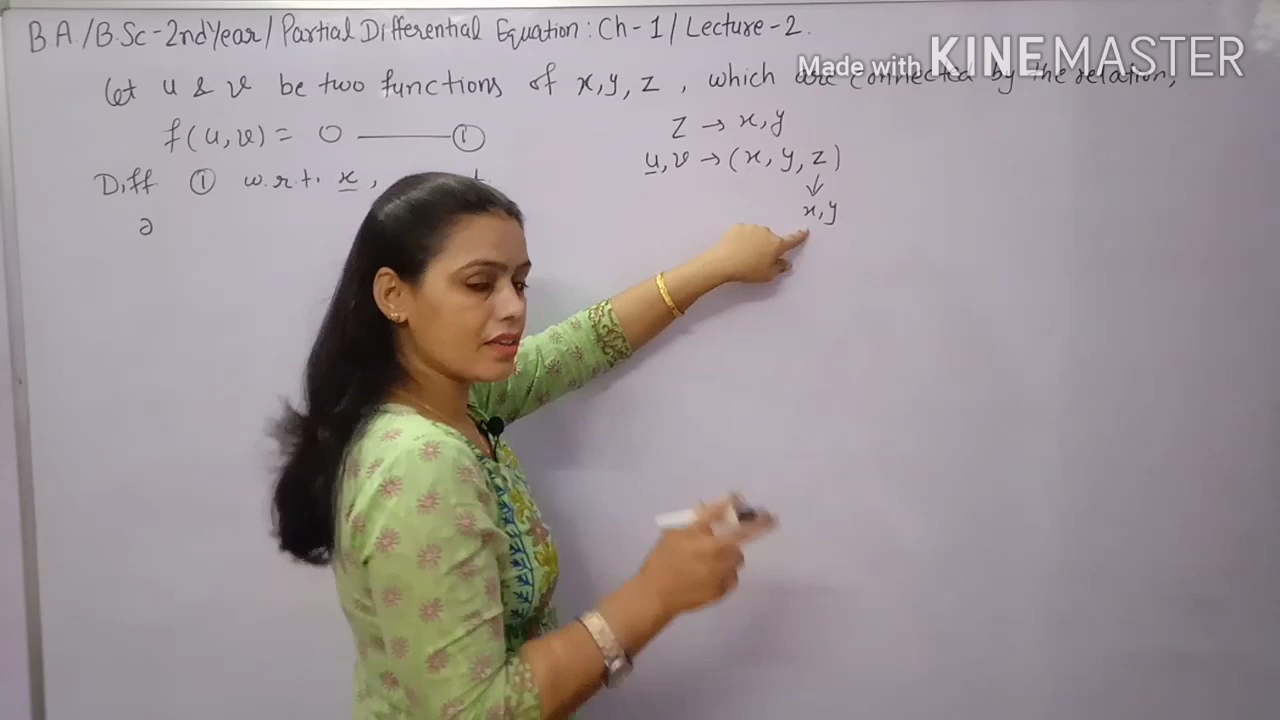 B.A./B.Sc-2nd Year/Partial Differential Equation: Ch-1/Lecture-2.
Made with KINEMASTER
Let u & v be two functions of x, y, z, which are connected by the relation,
f(u, v) = 0 —— ①
z → x, y
u, v → (x, y, z)
↓
x, y
Diff ① w.r.t. x,
∂